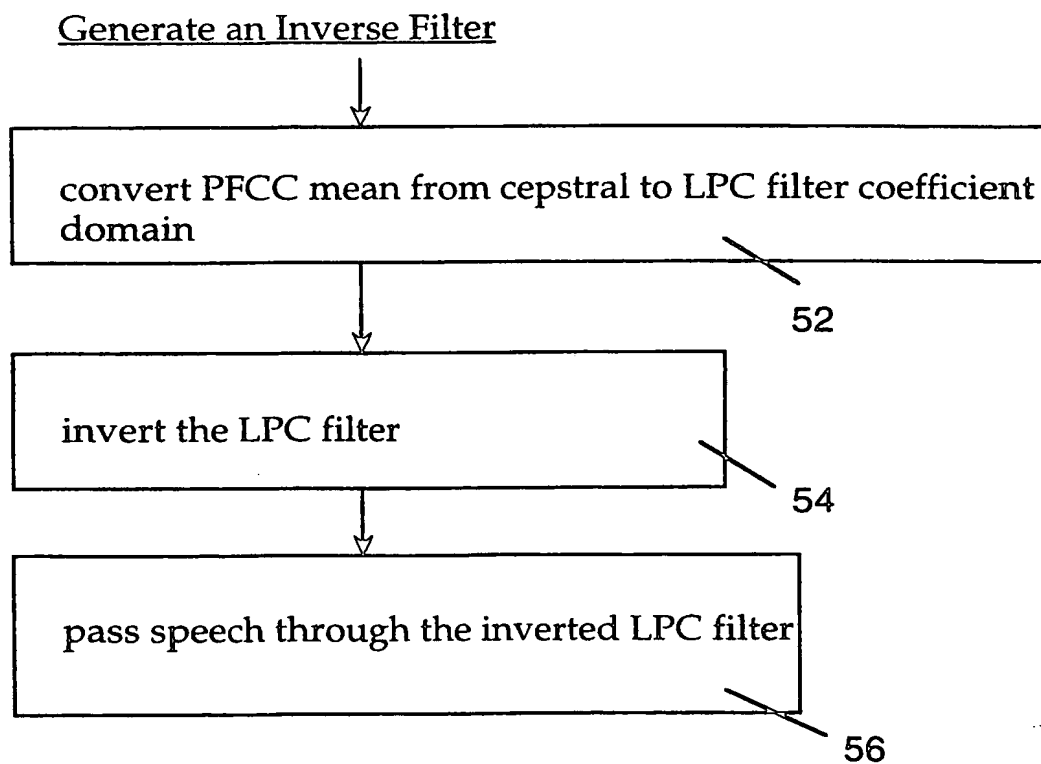 Generate an Inverse Filter
convert PFCC mean from cepstral to LPC filter coefficient
domain
52
invert the LPC filter
54
pass speech through the inverted LPC filter
56